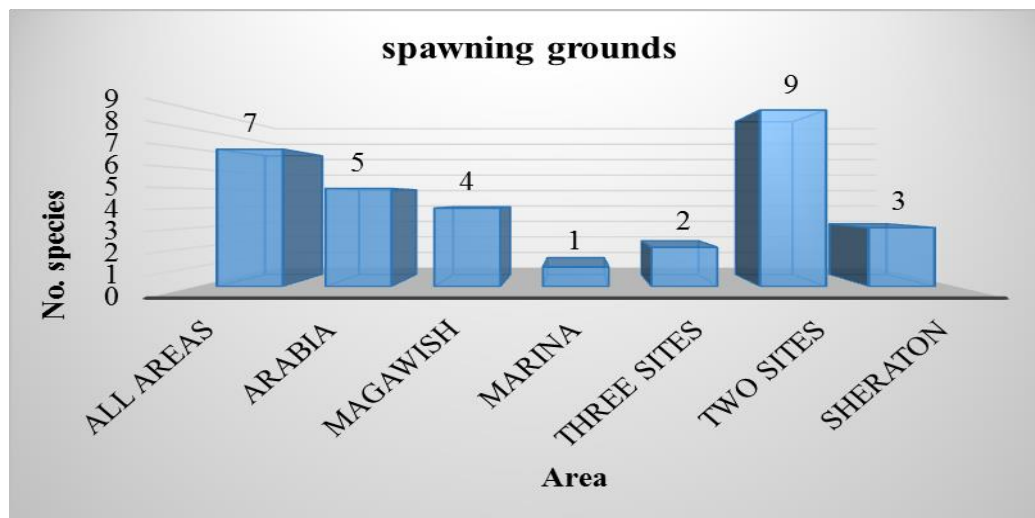 spawning grounds
No. species
9
8
7
6
5
4
3
2
1
0
7
5
4
1
2
9
3
ALL AREAS
ARABIA
MAGAWISH
MARINA
THREE SITES
TWO SITES
SHERATON
Area